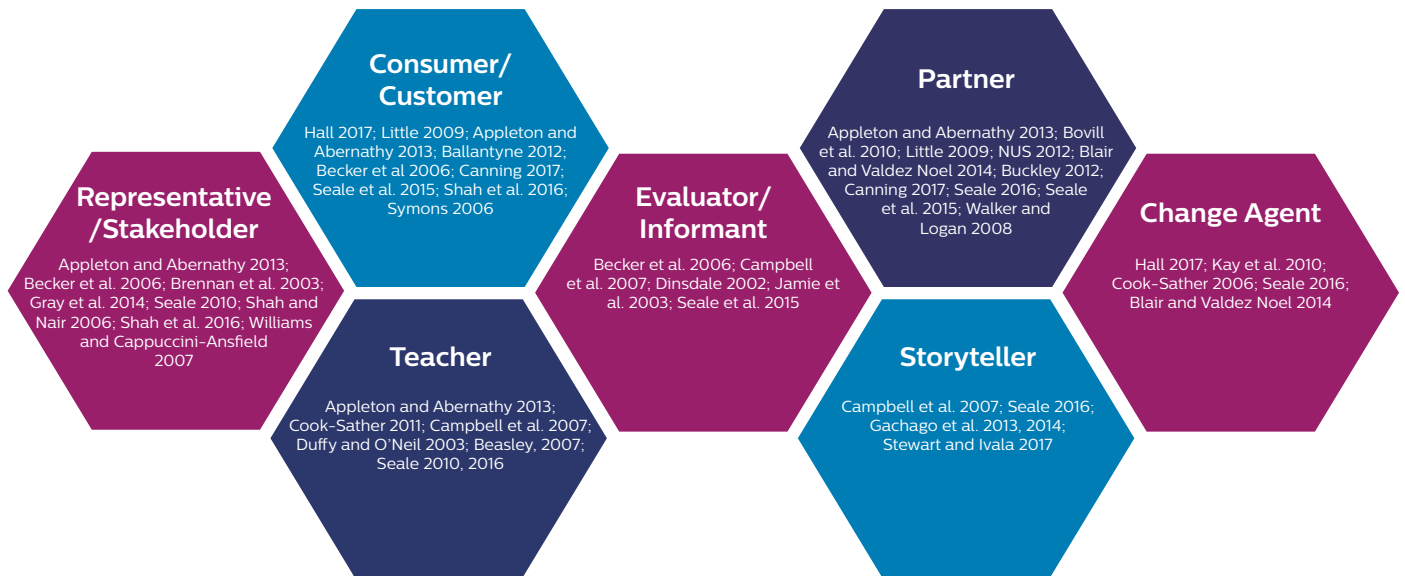 Representative
/Stakeholder
Appleton and Abernathy 2013;
Becker et al. 2006; Brennan et al. 2003;
Gray et al. 2014; Seale 2010; Shah and
Nair 2006; Shah et al. 2016; Williams
and Cappuccini-Ansfield
2007
Consumer/
Customer
Hall 2017; Little 2009; Appleton and
Abernathy 2013; Ballantyne 2012;
Becker et al 2006; Canning 2017;
Seale et al. 2015; Shah et al. 2016;
Symons 2006
Teacher
Appleton and Abernathy 2013;
Cook-Sather 2011; Campbell et al. 2007;
Duffy and O'Neil 2003; Beasley, 2007;
Seale 2010, 2016
Evaluator/
Informant
Becker et al. 2006; Campbell
et al. 2007; Dinsdale 2002; Jamie et
al. 2003; Seale et al. 2015
Partner
Appleton and Abernathy 2013; Bovill
et al. 2010; Little 2009; NUS 2012; Blair
and Valdez Noel 2014; Buckley 2012;
Canning 2017; Seale 2016; Seale
et al. 2015; Walker and
Logan 2008
Storyteller
Campbell et al. 2007; Seale 2016;
Gachago et al. 2013, 2014;
Stewart and Ivala 2017
Change Agent
Hall 2017; Kay et al. 2010;
Cook-Sather 2006; Seale 2016;
Blair and Valdez Noel 2014